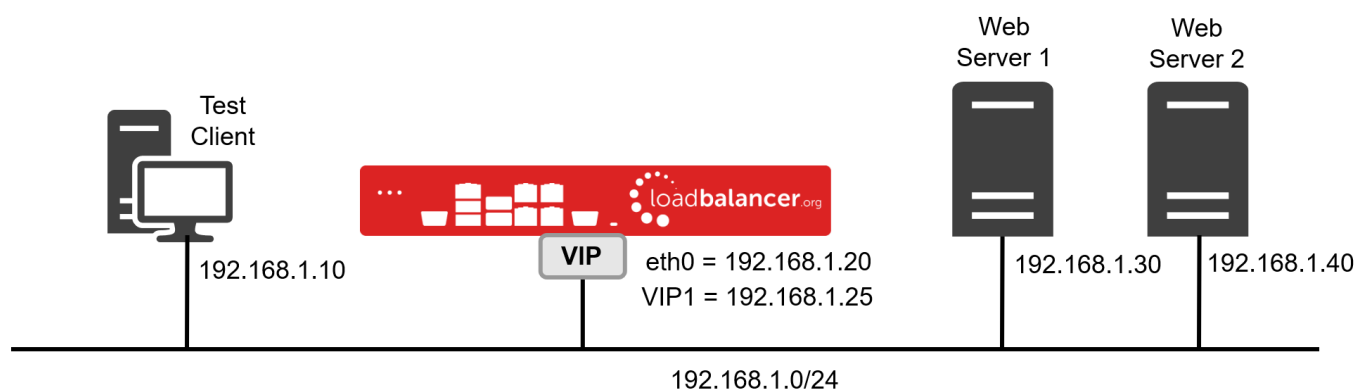 Test
Client
192.168.1.10
loadbalancer.org
VIP
eth0 = 192.168.1.20
VIP1 = 192.168.1.25
Web
Server 1
192.168.1.30
Web
Server 2
192.168.1.40
192.168.1.0/24